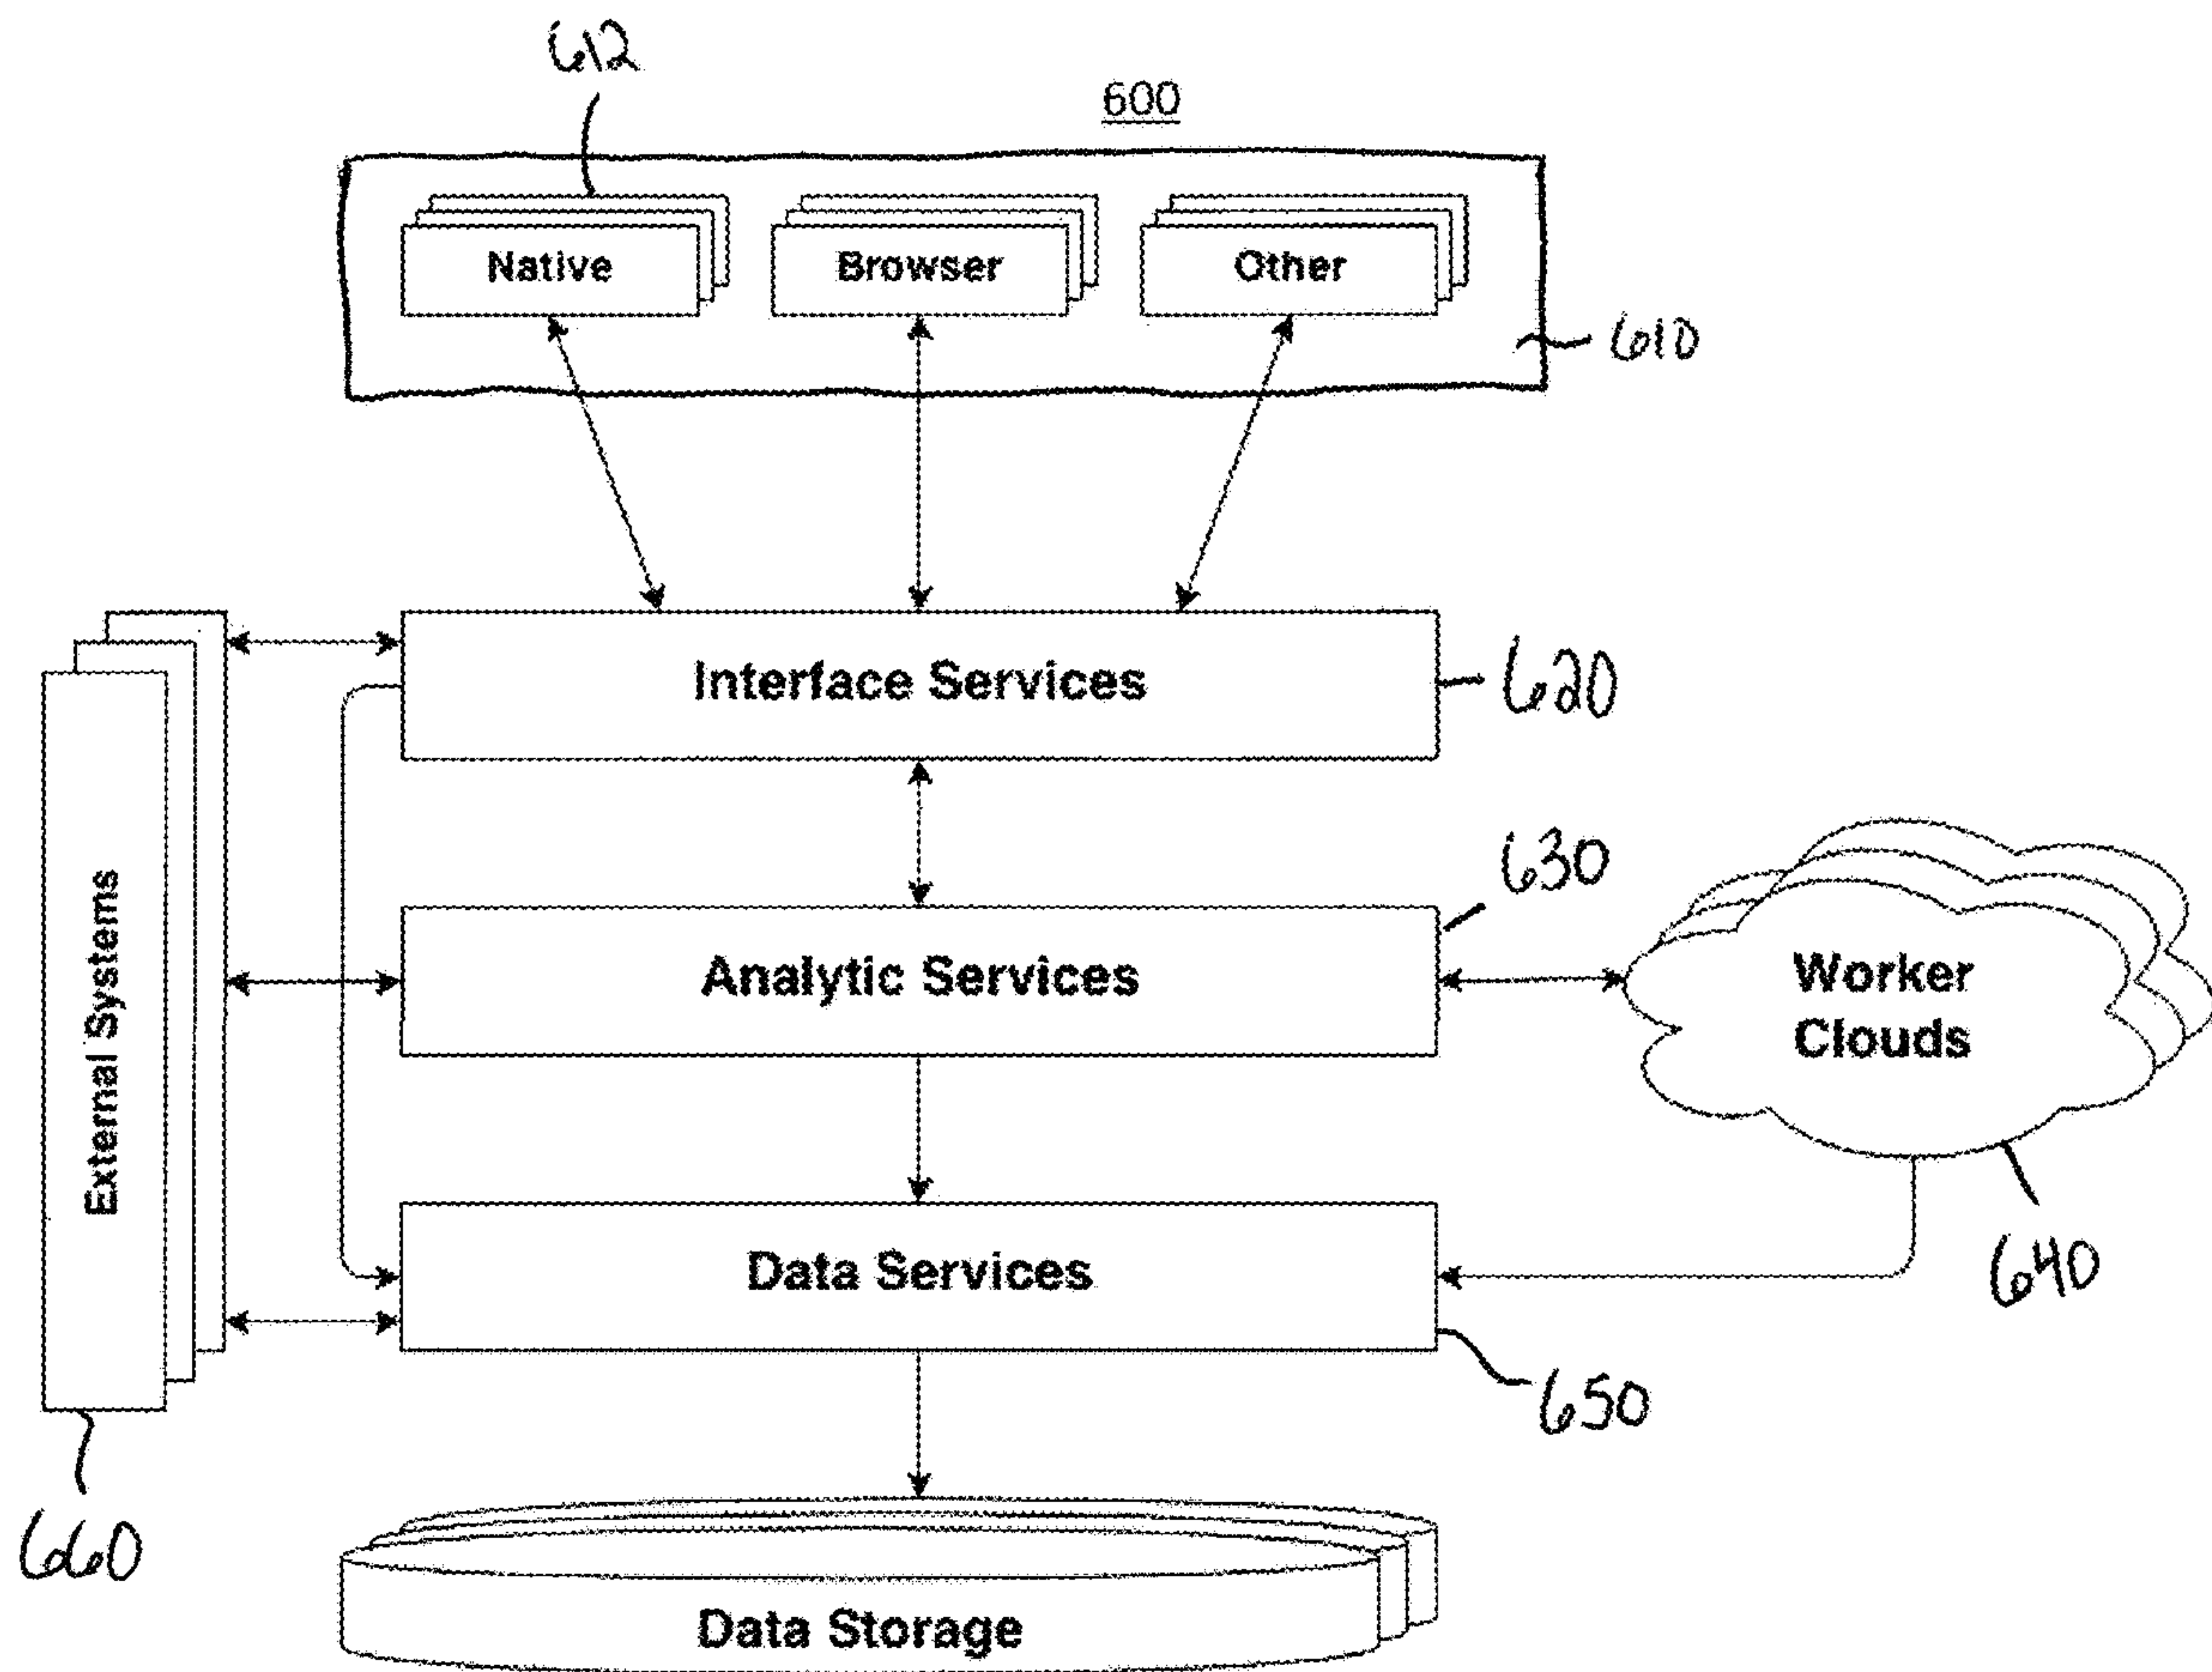 612
600
Native
Browser
Other
610
Interface Services
620
External Systems
630
Analytic Services
Worker
Clouds
640
Data Services
650
660
Data Storage